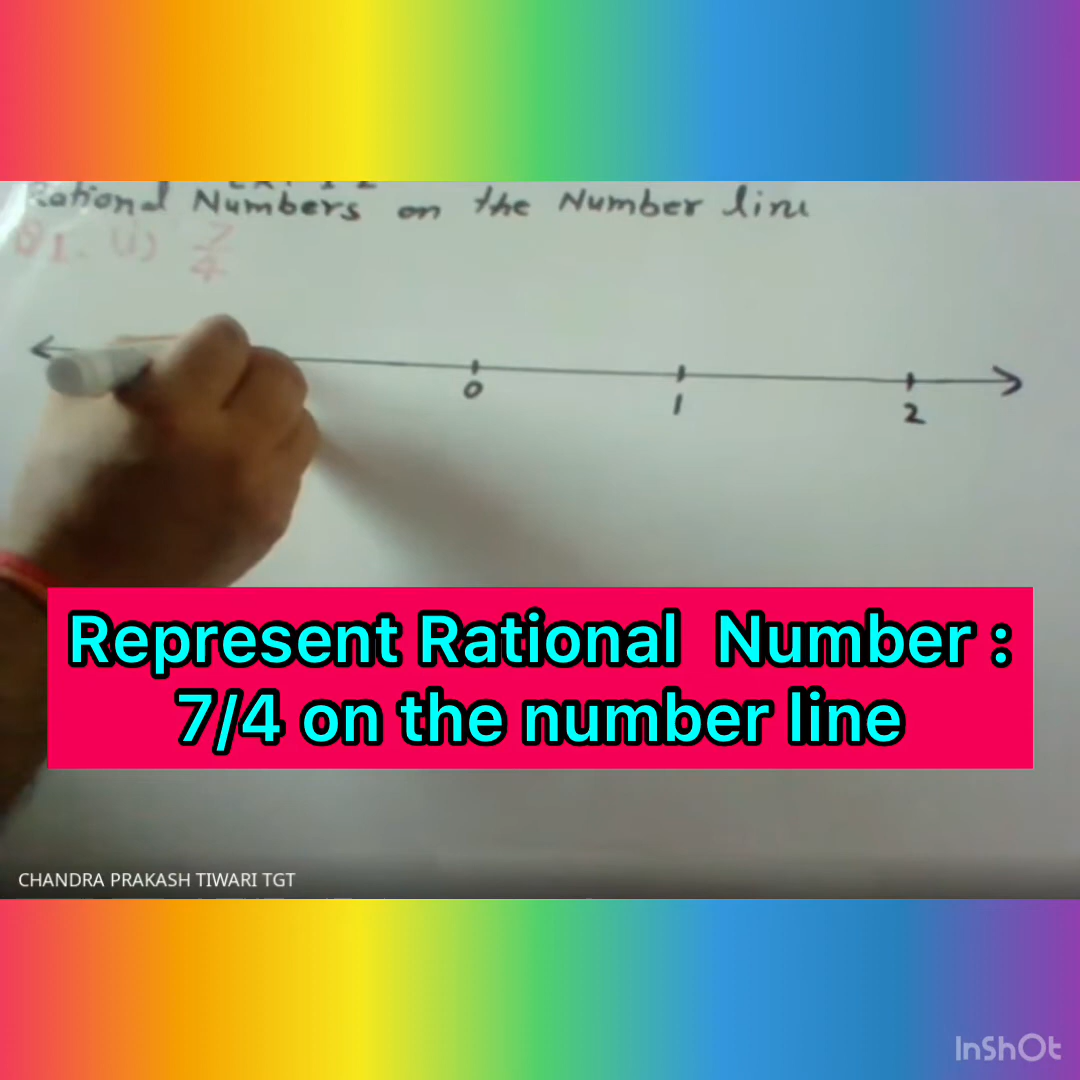 Rational Numbers on the Number line
Q1. (i) 7/4
0 1 2
Represent Rational Number :
7/4 on the number line
CHANDRA PRAKASH TIWARI TGT
InShOt